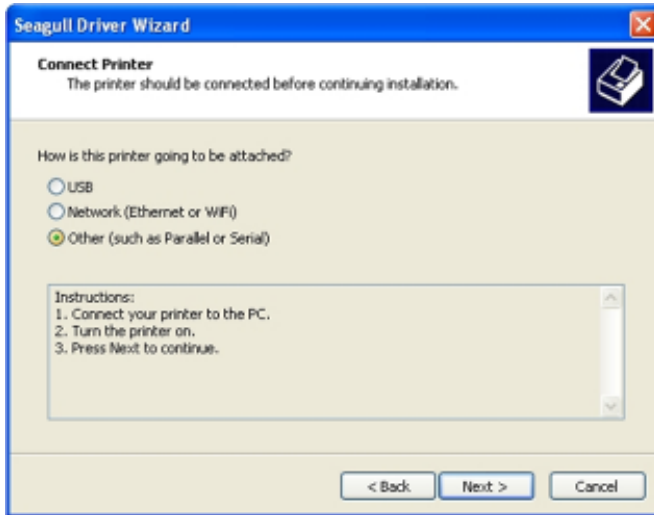 Seagull Driver Wizard
Connect Printer
The printer should be connected before continuing installation.
How is this printer going to be attached?
USB
Network (Ethernet or WiFi)
Other (such as Parallel or Serial)
Instructions:
1. Connect your printer to the PC.
2. Turn the printer on.
3. Press Next to continue.
< Back Next > Cancel